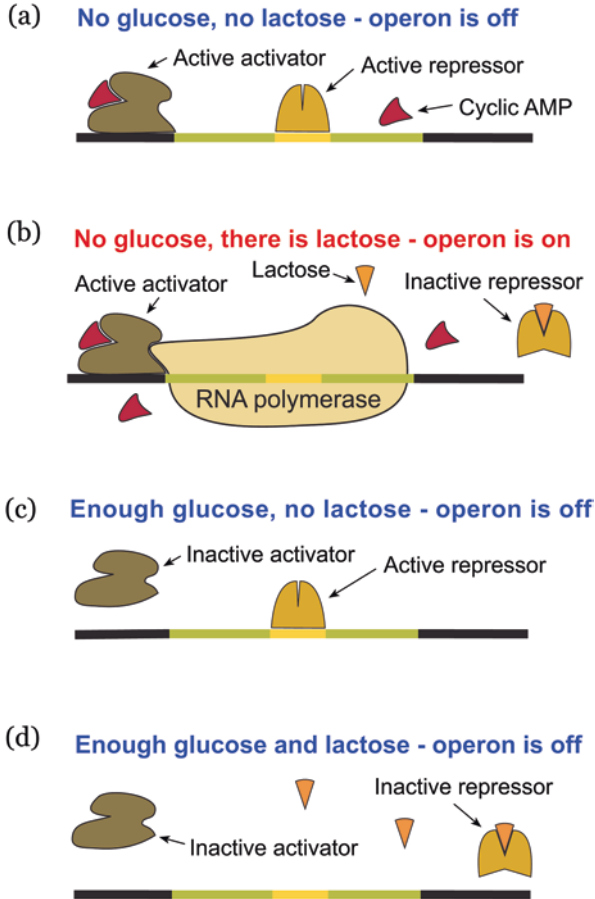 (a) No glucose, no lactose - operon is off
Active activator
Active repressor
Cyclic AMP
(b) No glucose, there is lactose - operon is on
Lactose
Active activator
Inactive repressor
RNA polymerase
(c) Enough glucose, no lactose - operon is off
Inactive activator
Active repressor
(d) Enough glucose and lactose - operon is off
Inactive repressor
Inactive activator